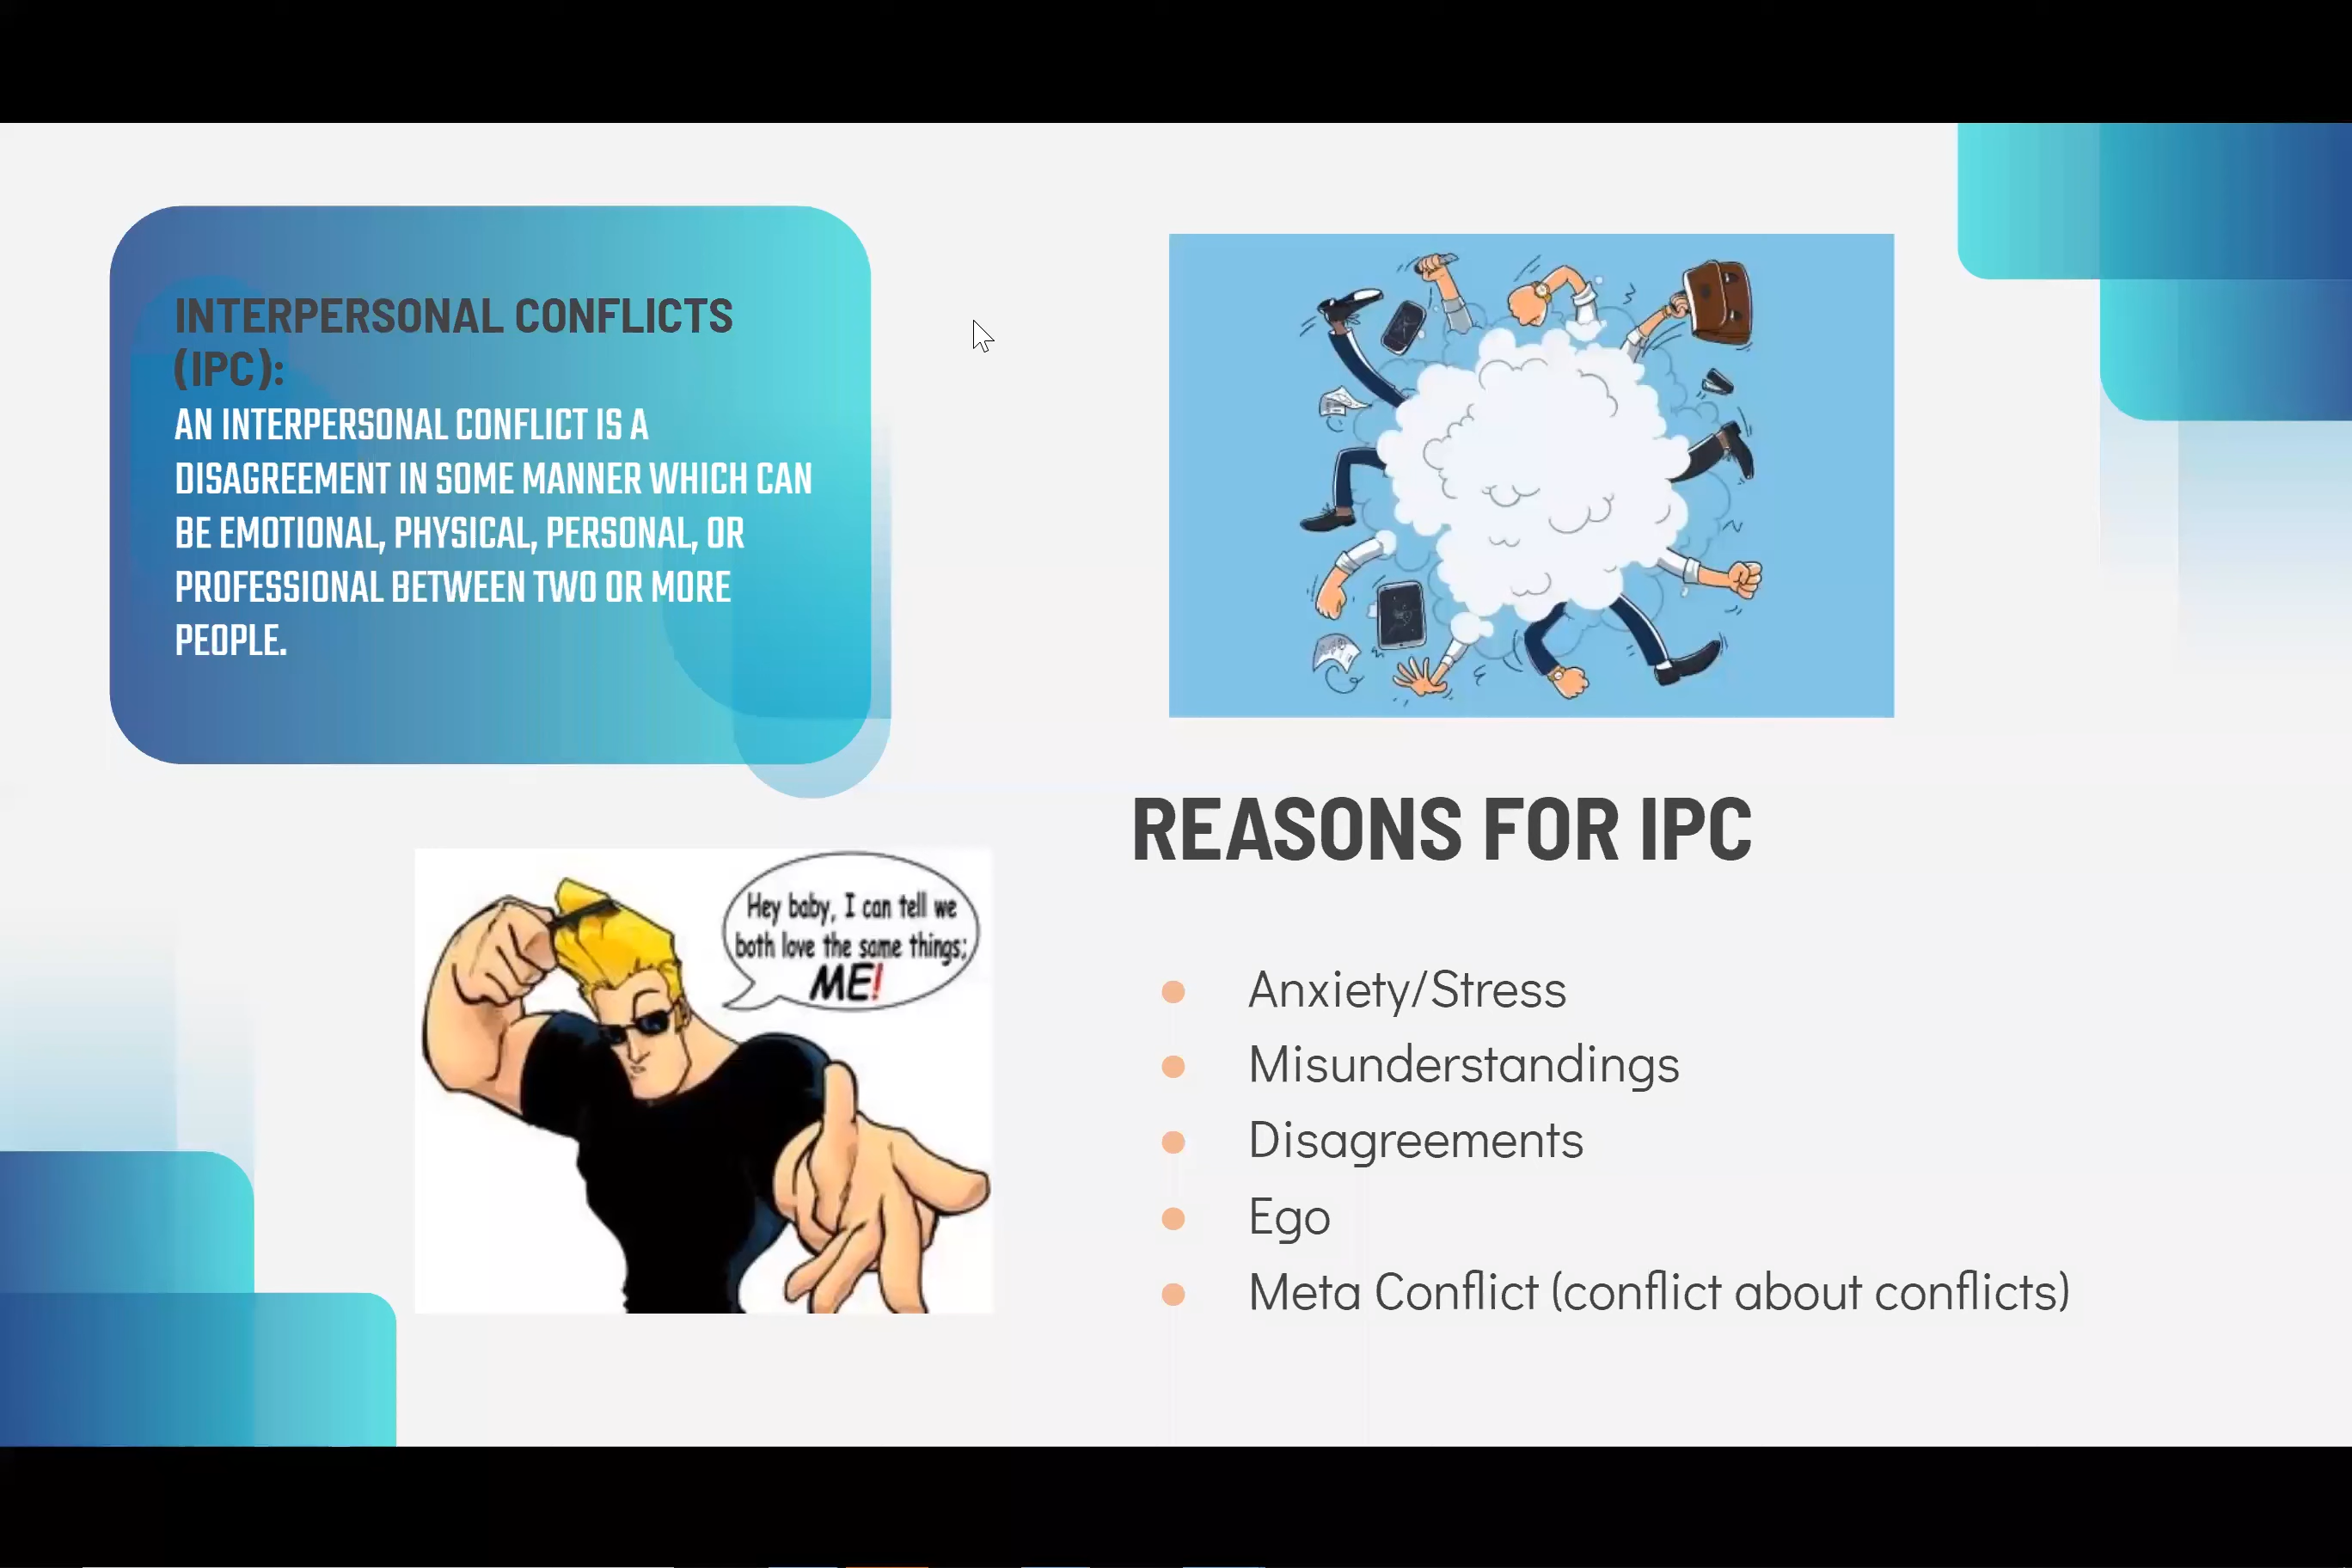 INTERPERSONAL CONFLICTS
(IPC):
AN INTERPERSONAL CONFLICT IS A
DISAGREEMENT IN SOME MANNER WHICH CAN
BE EMOTIONAL, PHYSICAL, PERSONAL, OR
PROFESSIONAL BETWEEN TWO OR MORE
PEOPLE.
Hey baby, I can tell we
both love the same things;
ME!
REASONS FOR IPC
Anxiety/Stress
Misunderstandings
Disagreements
Ego
Meta Conflict (conflict about conflicts)